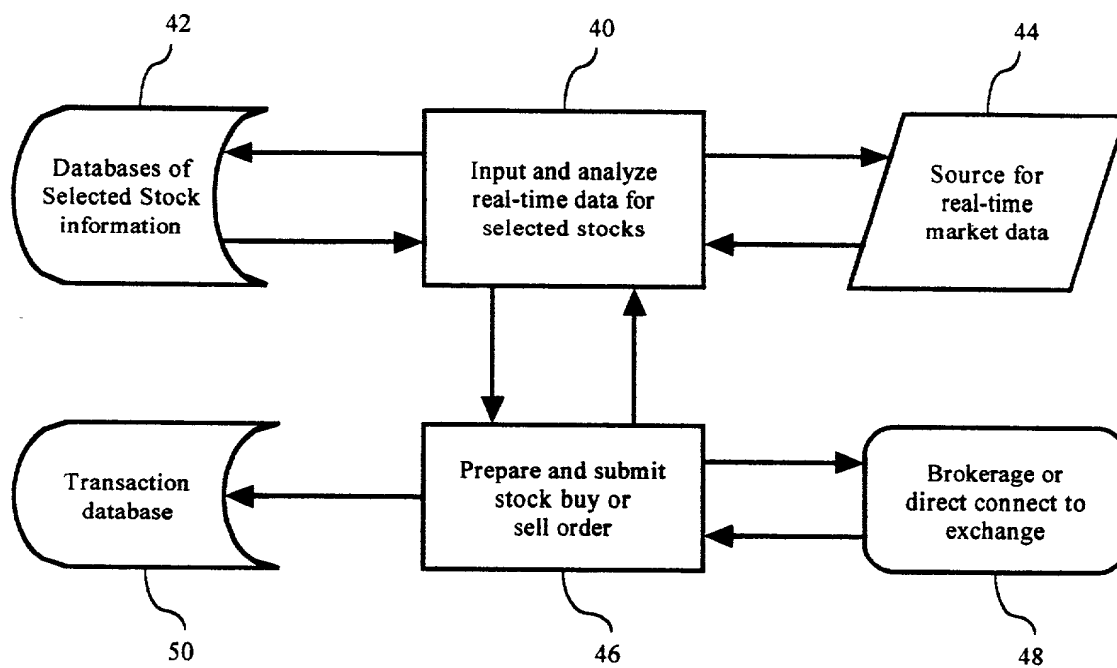 42
40
44
Databases of
Selected Stock
information
Input and analyze
real-time data for
selected stocks
Source for
real-time
market data
Transaction
database
Prepare and submit
stock buy or
sell order
Brokerage or
direct connect to
exchange
50
46
48